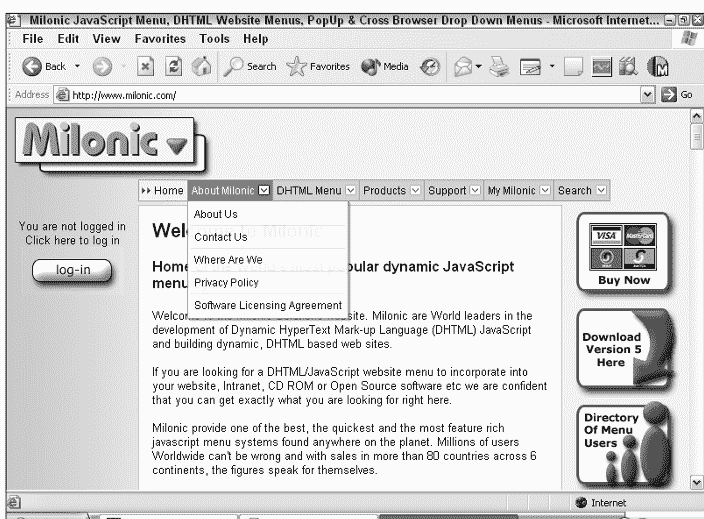 Milonic JavaScript Menu, DHTML Website Menus, PopUp & Cross Browser Drop Down Menus - Microsoft Internet...
File Edit View Favorites Tools Help
Back Search Favorites Media
Address http://www.milonic.com/ Go
Milonic
Home About Milonic DHTML Menu Products Support My Milonic Search
About Us
Contact Us
Where Are We
Privacy Policy
Software Licensing Agreement
You are not logged in
Click here to log in
log-in
Milonic
Home pular dynamic JavaScript
menu
Welcome site. Milonic are World leaders in the
development of Dynamic HyperText Mark-up Language (DHTML) JavaScript
and building dynamic, DHTML based web sites.
If you are looking for a DHTML/JavaScript website menu to incorporate into
your website, Intranet, CD ROM or Open Source software etc we are confident
that you can get exactly what you are looking for right here.
Milonic provide one of the best, the quickest and the most feature rich
javascript menu systems found anywhere on the planet. Millions of users
Worldwide can't be wrong and with sales in more than 80 countries across 6
continents, the figures speak for themselves.
VISA MasterCard
Buy Now
Download
Version 5
Here
Directory
Of Menu
Users
Internet